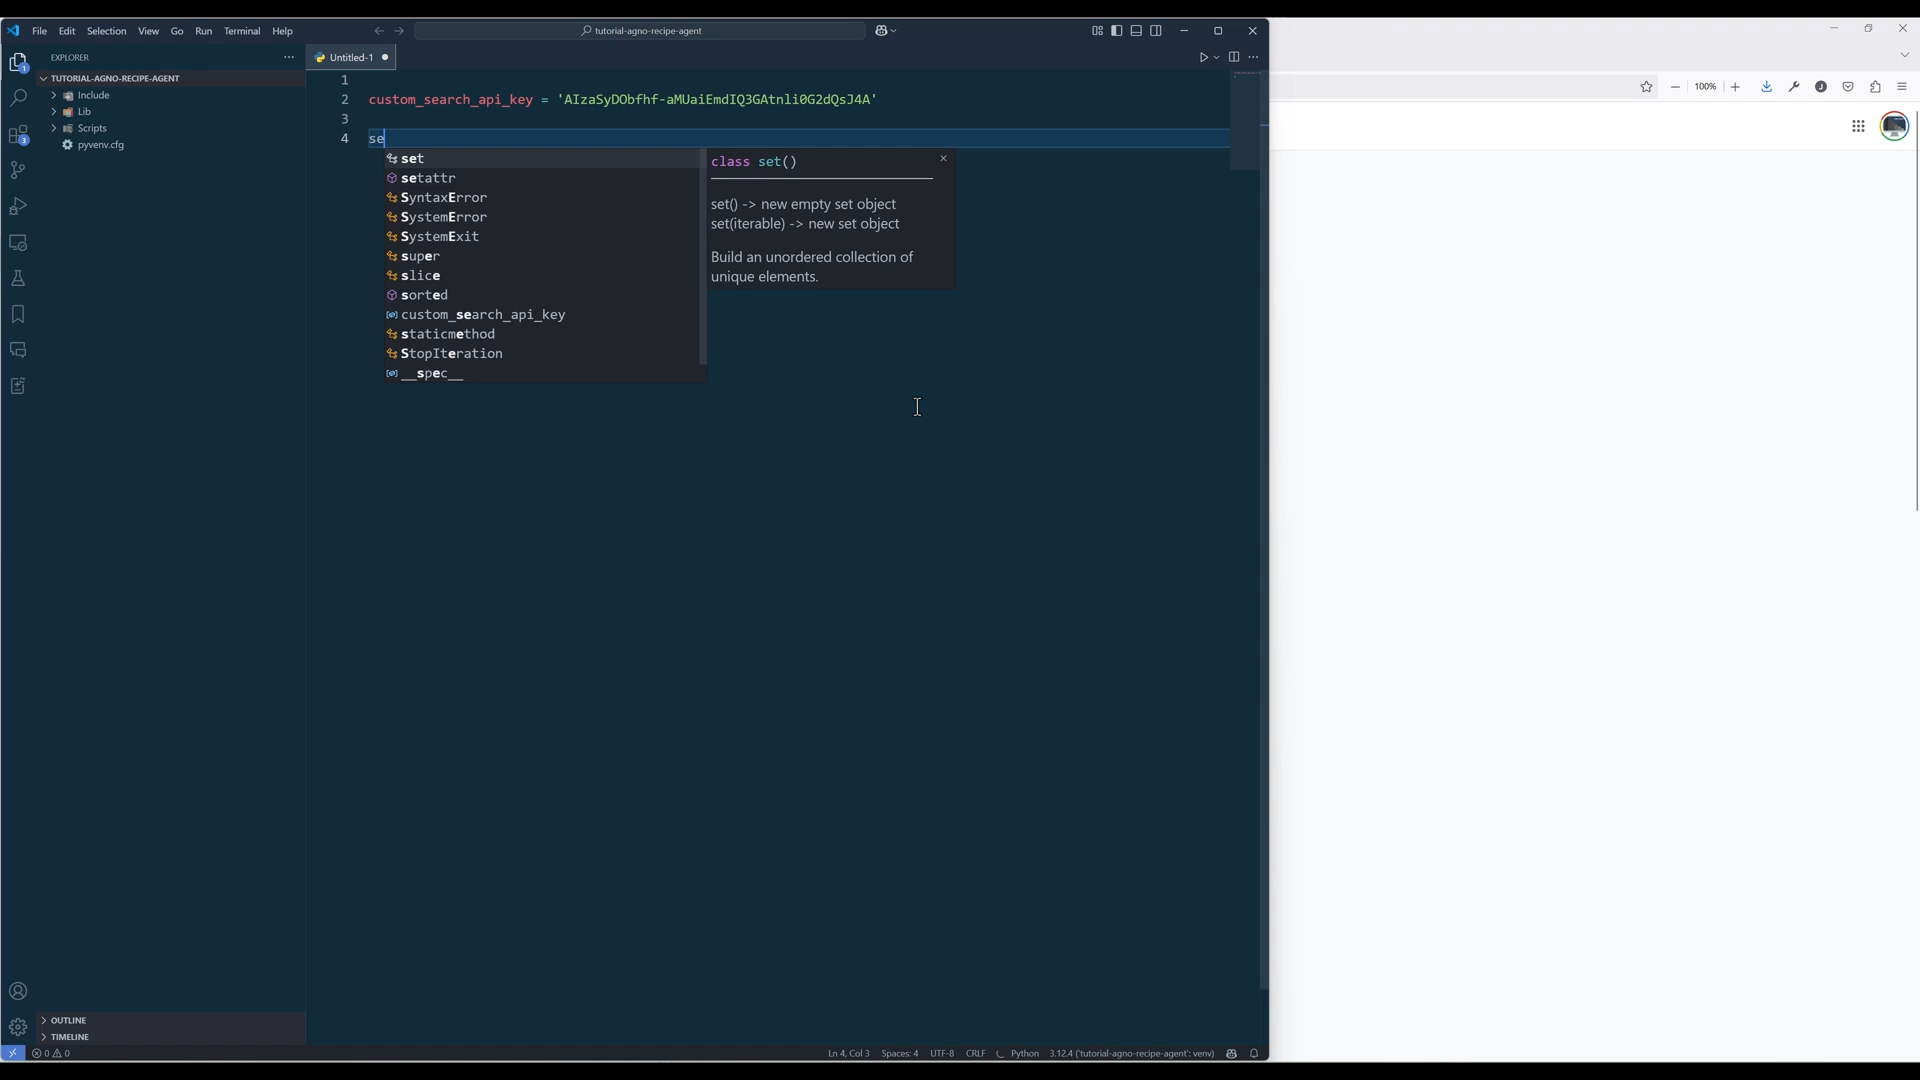 File Edit Selection View Go Run Terminal Help
tutorial-agno-recipe-agent
EXPLORER
Untitled-1
TUTORIAL-AGNO-RECIPE-AGENT
Include
Lib
Scripts
pyvenv.cfg
1
3
1
2 custom_search_api_key = 'AIzaSyDObfhf-aMUaiEmdIQ3GAtnli0G2dQsJ4A'
3
4 se
set
setattr
SyntaxError
SystemError
SystemExit
super
slice
sorted
custom_search_api_key
staticmethod
StopIteration
__spec__
class set()
set() -> new empty set object
set(iterable) -> new set object
Build an unordered collection of
unique elements.
100%
J
OUTLINE
TIMELINE
0 0
Ln 4, Col 3 Spaces: 4 UTF-8 CRLF Python 3.12.4 ('tutorial-agno-recipe-agent': venv)